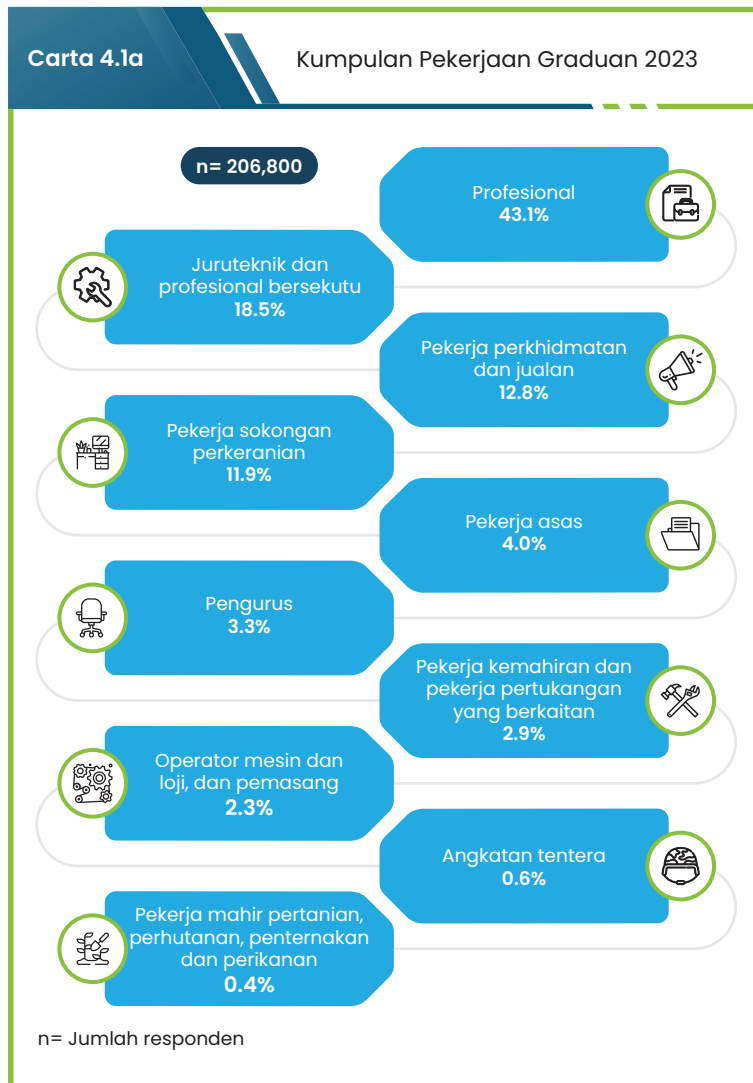 Carta 4.1a
Kumpulan Pekerjaan Graduan 2023
n= 206,800
Profesional
43.1%
Juruteknik dan
profesional bersekutu
18.5%
Pekerja perkhidmatan
dan jualan
12.8%
Pekerja sokongan
perkeranian
11.9%
Pekerja asas
4.0%
Pengurus
3.3%
Pekerja kemahiran dan
pekerja pertukangan
yang berkaitan
2.9%
Operator mesin dan
loji, dan pemasang
2.3%
Angkatan tentera
0.6%
Pekerja mahir pertanian,
perhutanan, penternakan
dan perikanan
0.4%
n= Jumlah responden